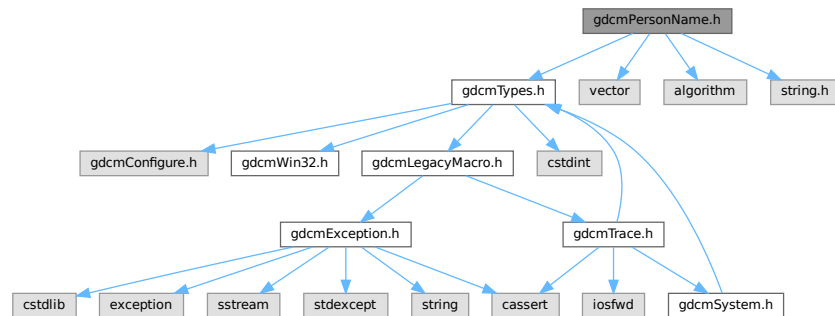 gdcmPersonName.h
gdcmTypes.h
vector
algorithm
string.h
gdcmConfigure.h
gdcmWin32.h
gdcmLegacyMacro.h
cstdint
gdcmException.h
gdcmTrace.h
cstdlib
exception
sstream
stdexcept
string
cassert
iosfwd
gdcmSystem.h